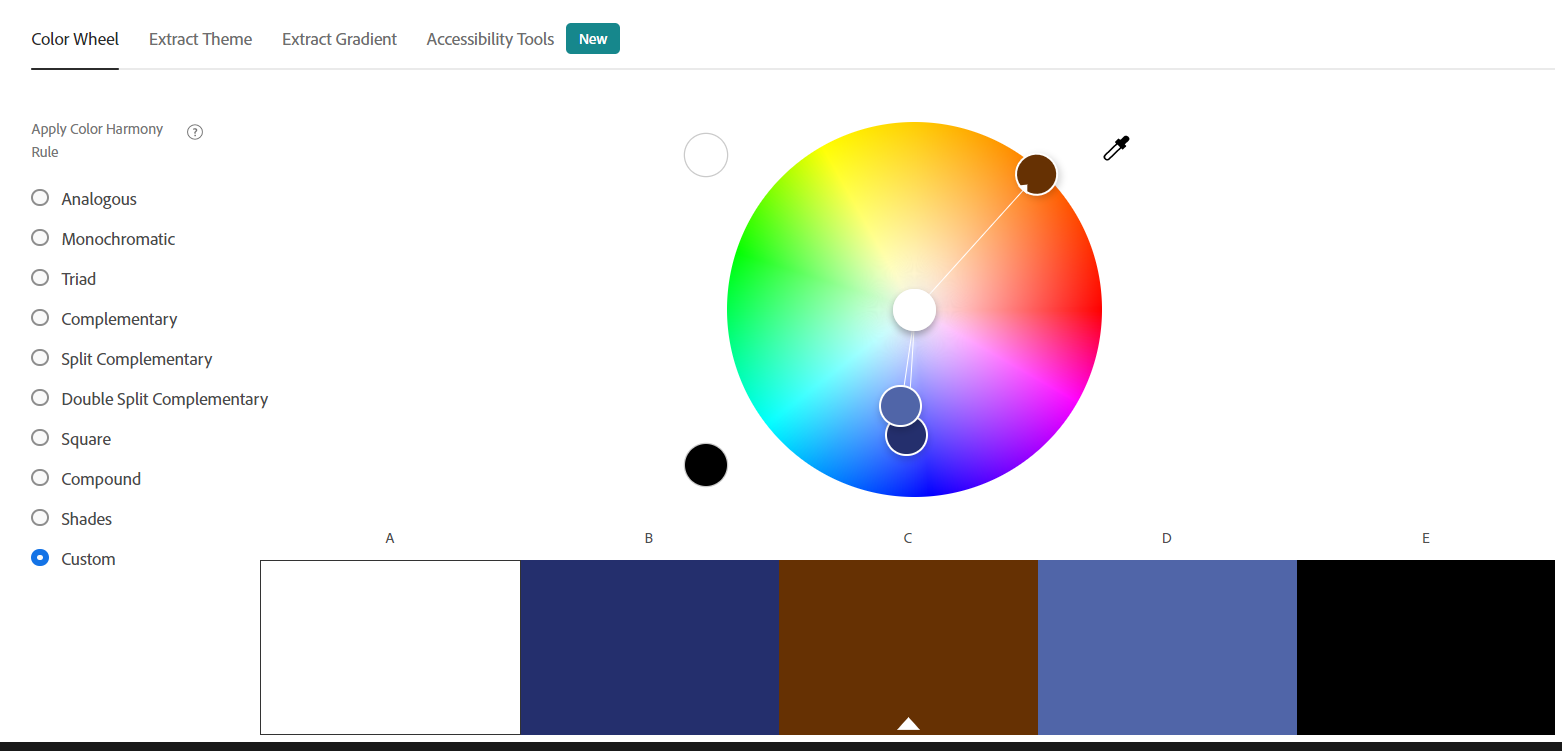 Color Wheel Extract Theme Extract Gradient Accessibility Tools New
Apply Color Harmony
Rule
?
Analogous
Monochromatic
Triad
Complementary
Split Complementary
Double Split Complementary
Square
Compound
Shades
Custom
A B C D E